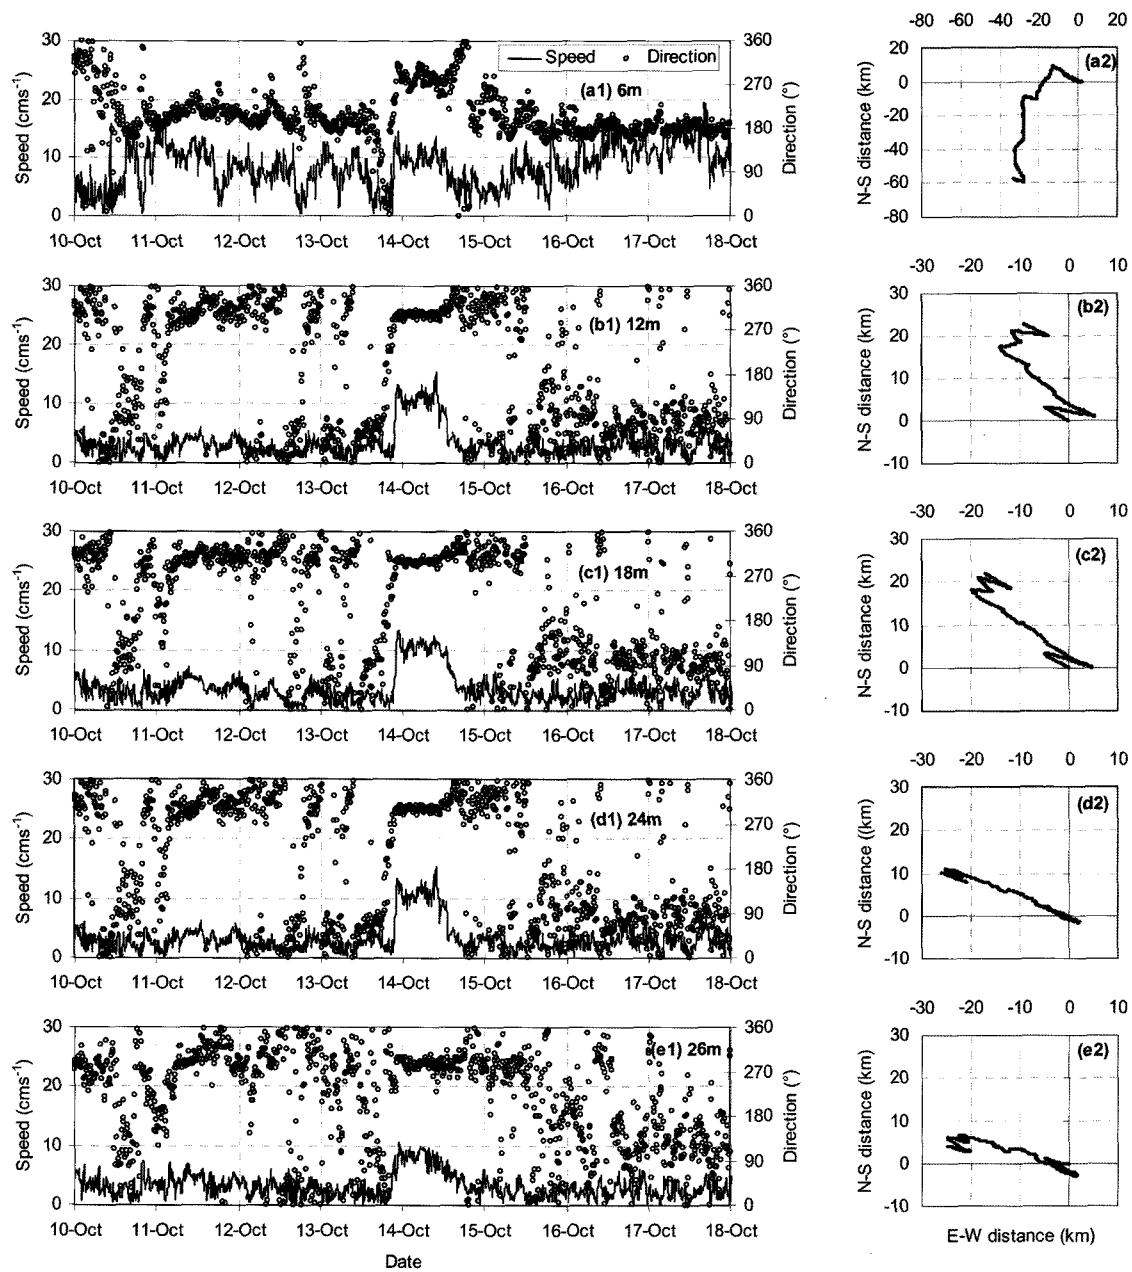 -80 -60 -40 -20 0 20
30 360 20
Speed Direction (a2)
(a1) 6m
20 270 0
180 -20
10 90 -40
-60
0 0 -80
Speed (cms⁻¹) Direction (°) N-S distance (km)
10-Oct 11-Oct 12-Oct 13-Oct 14-Oct 15-Oct 16-Oct 17-Oct 18-Oct
-30 -20 -10 0 10
30 360 30
(b1) 12m (b2)
20 270 20
180 10
10 90 0
0 0 -10
Speed (cms⁻¹) Direction (°) N-S distance (km)
10-Oct 11-Oct 12-Oct 13-Oct 14-Oct 15-Oct 16-Oct 17-Oct 18-Oct
-30 -20 -10 0 10
30 360 30
(c1) 18m (c2)
20 270 20
180 10
10 90 0
0 0 -10
Speed (cms⁻¹) Direction (°) N-S distance (km)
10-Oct 11-Oct 12-Oct 13-Oct 14-Oct 15-Oct 16-Oct 17-Oct 18-Oct
-30 -20 -10 0 10
30 360 30
(d1) 24m (d2)
20 270 20
180 10
10 90 0
0 0 -10
Speed (cms⁻¹) Direction (°) N-S distance ((km)
10-Oct 11-Oct 12-Oct 13-Oct 14-Oct 15-Oct 16-Oct 17-Oct 18-Oct
-30 -20 -10 0 10
30 360 30
(e1) 26m (e2)
20 270 20
180 10
10 90 0
0 0 -10
Speed (cms⁻¹) Direction (°) N-S distance (km)
10-Oct 11-Oct 12-Oct 13-Oct 14-Oct 15-Oct 16-Oct 17-Oct 18-Oct
Date E-W distance (km)